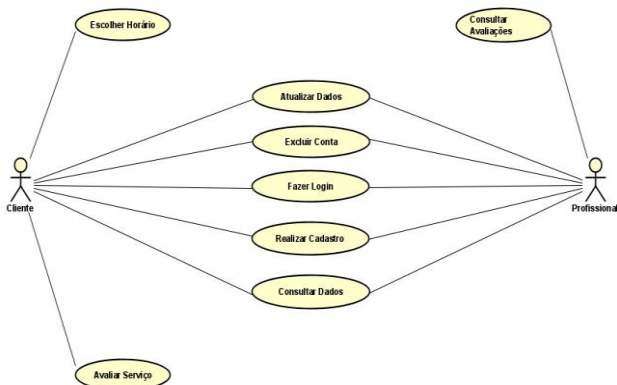 Escolher Horário
Consultar
Avaliações
Atualizar Dados
Excluir Conta
Fazer Login
Cliente
Profissional
Realizar Cadastro
Consultar Dados
Avaliar Serviço